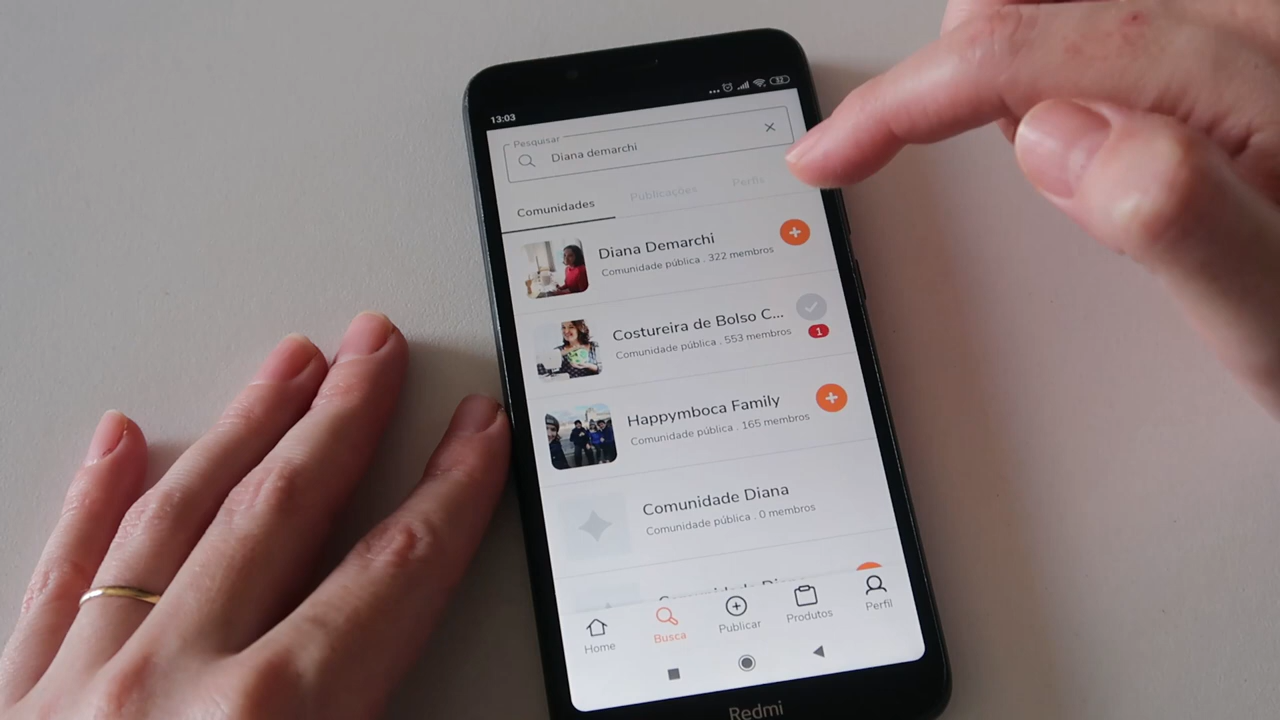 13:03
32
Pesquisar
Diana demarchi
Comunidades Publicações Perfis
Diana Demarchi
Comunidade pública . 322 membros
Costureira de Bolso C...
Comunidade pública . 553 membros
1
Happymboca Family
Comunidade pública . 165 membros
Comunidade Diana
Comunidade pública . 0 membros
Home Busca Publicar Produtos Perfil
Redmi